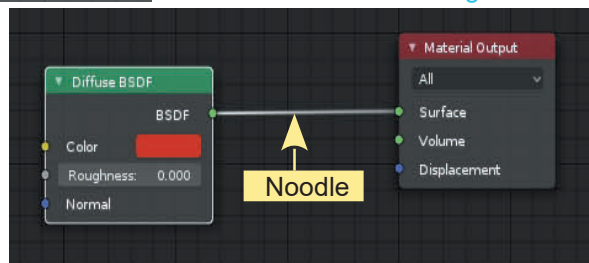 Diffuse BSDF
BSDF
Color
Roughness: 0.000
Normal
Noodle
Material Output
All
Surface
Volume
Displacement